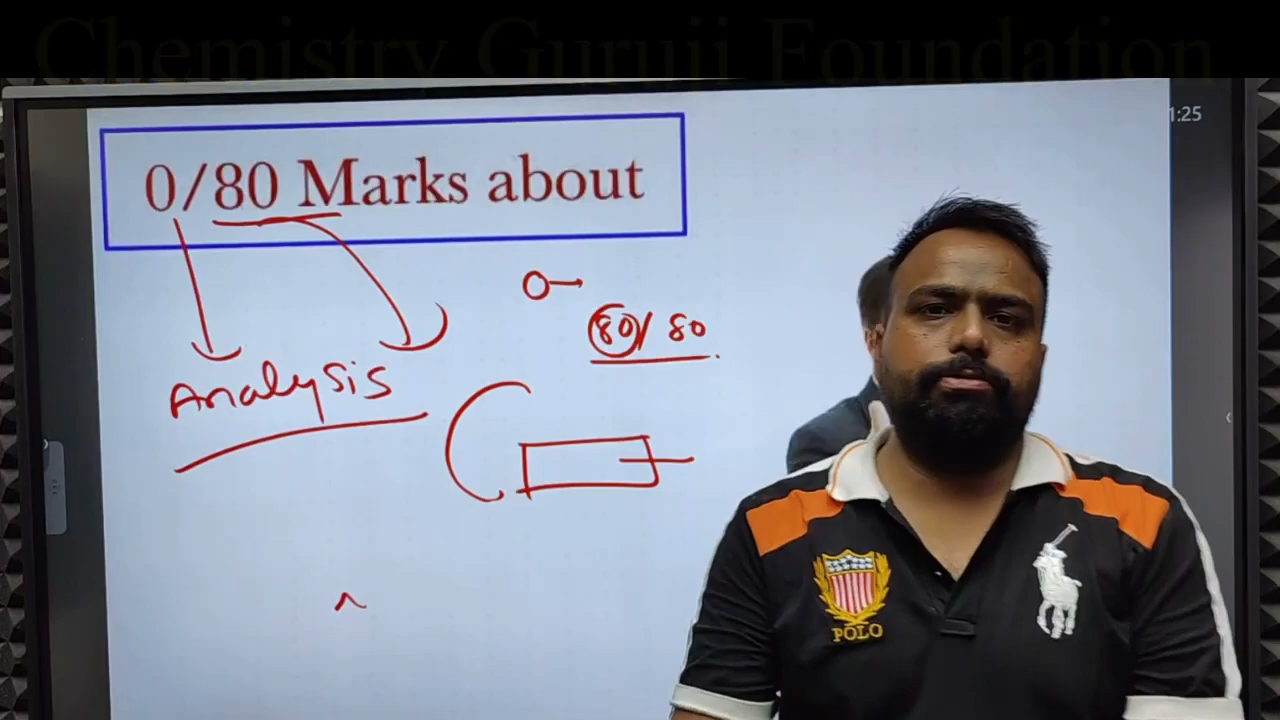 Chemistry Guruji Foundation
1:25
0/80 Marks about
0→
80/80
Analysis
POLO